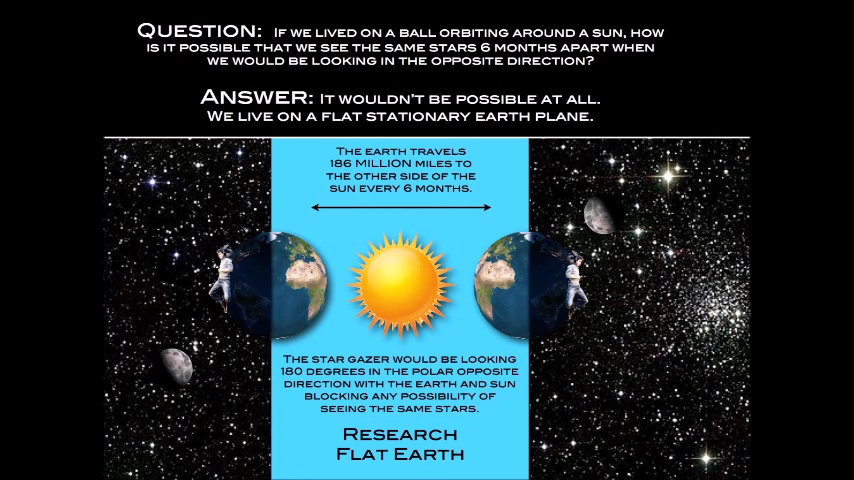 QUESTION: IF WE LIVED ON A BALL ORBITING AROUND A SUN, HOW
IS IT POSSIBLE THAT WE SEE THE SAME STARS 6 MONTHS APART WHEN
WE WOULD BE LOOKING IN THE OPPOSITE DIRECTION?
ANSWER: IT WOULDN'T BE POSSIBLE AT ALL.
WE LIVE ON A FLAT STATIONARY EARTH PLANE.
THE EARTH TRAVELS
186 MILLION MILES TO
THE OTHER SIDE OF THE
SUN EVERY 6 MONTHS.
THE STAR GAZER WOULD BE LOOKING
180 DEGREES IN THE POLAR OPPOSITE
DIRECTION WITH THE EARTH AND SUN
BLOCKING ANY POSSIBILITY OF
SEEING THE SAME STARS.
RESEARCH
FLAT EARTH